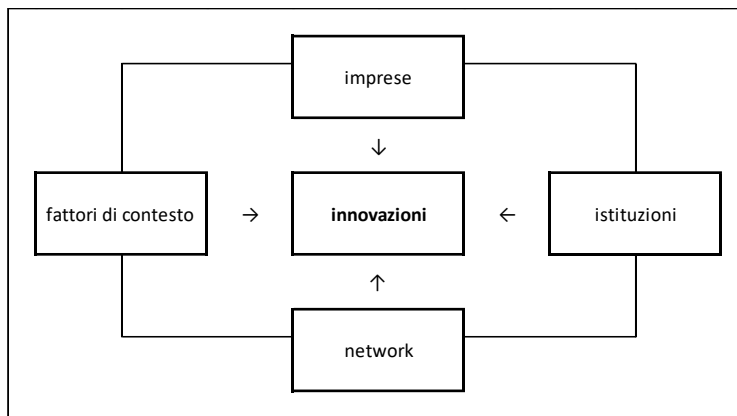 imprese
↓
fattori di contesto → innovazioni ← istituzioni
↑
network